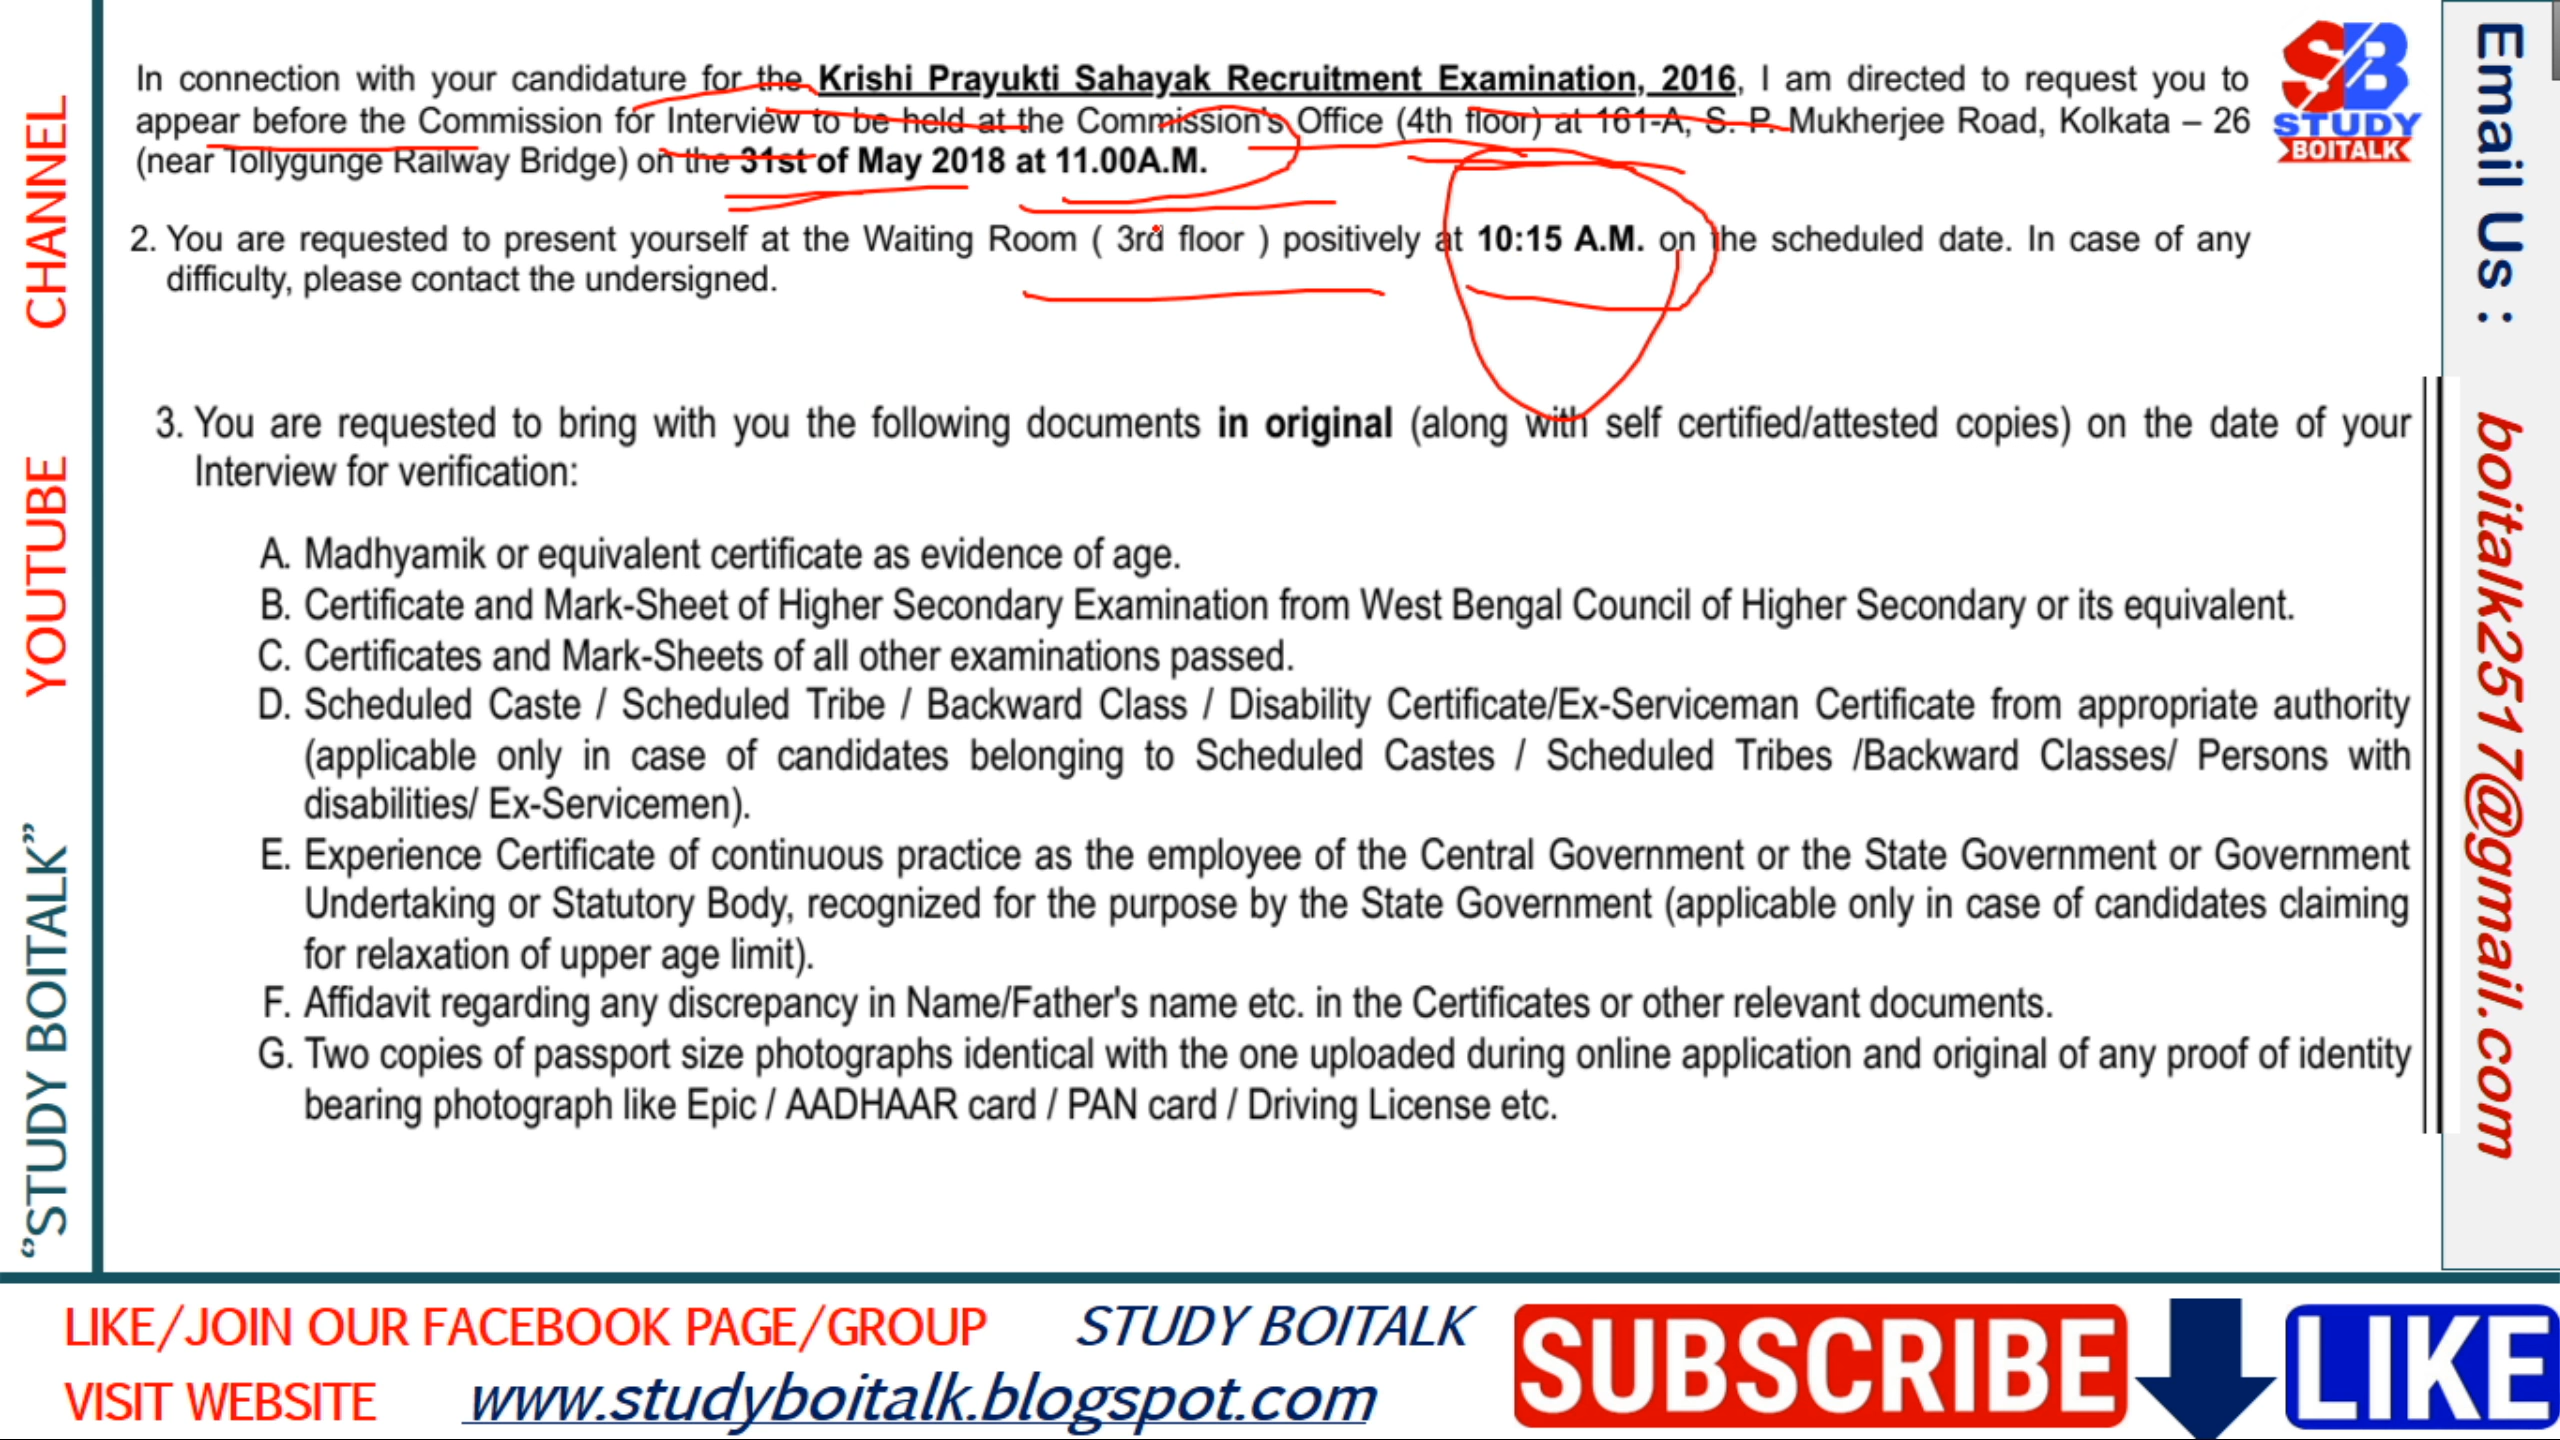 In connection with your candidature for the Krishi Prayukti Sahayak Recruitment Examination, 2016, I am directed to request you to
appear before the Commission for Interview to be held at the Commission's Office (4th floor) at 161-A, S. P. Mukherjee Road, Kolkata – 26
(near Tollygunge Railway Bridge) on the 31st of May 2018 at 11.00A.M.
2. You are requested to present yourself at the Waiting Room ( 3rd floor ) positively at 10:15 A.M. on the scheduled date. In case of any
difficulty, please contact the undersigned.
3. You are requested to bring with you the following documents in original (along with self certified/attested copies) on the date of your
Interview for verification:
A. Madhyamik or equivalent certificate as evidence of age.
B. Certificate and Mark-Sheet of Higher Secondary Examination from West Bengal Council of Higher Secondary or its equivalent.
C. Certificates and Mark-Sheets of all other examinations passed.
D. Scheduled Caste / Scheduled Tribe / Backward Class / Disability Certificate/Ex-Serviceman Certificate from appropriate authority
(applicable only in case of candidates belonging to Scheduled Castes / Scheduled Tribes /Backward Classes/ Persons with
disabilities/ Ex-Servicemen).
E. Experience Certificate of continuous practice as the employee of the Central Government or the State Government or Government
Undertaking or Statutory Body, recognized for the purpose by the State Government (applicable only in case of candidates claiming
for relaxation of upper age limit).
F. Affidavit regarding any discrepancy in Name/Father's name etc. in the Certificates or other relevant documents.
G. Two copies of passport size photographs identical with the one uploaded during online application and original of any proof of identity
bearing photograph like Epic / AADHAAR card / PAN card / Driving License etc.
"STUDY BOITALK" YOUTUBE CHANNEL
SB
STUDY
BOITALK
Email Us : boitalk2517@gmail.com
LIKE/JOIN OUR FACEBOOK PAGE/GROUP STUDY BOITALK
VISIT WEBSITE www.studyboitalk.blogspot.com
SUBSCRIBE
LIKE